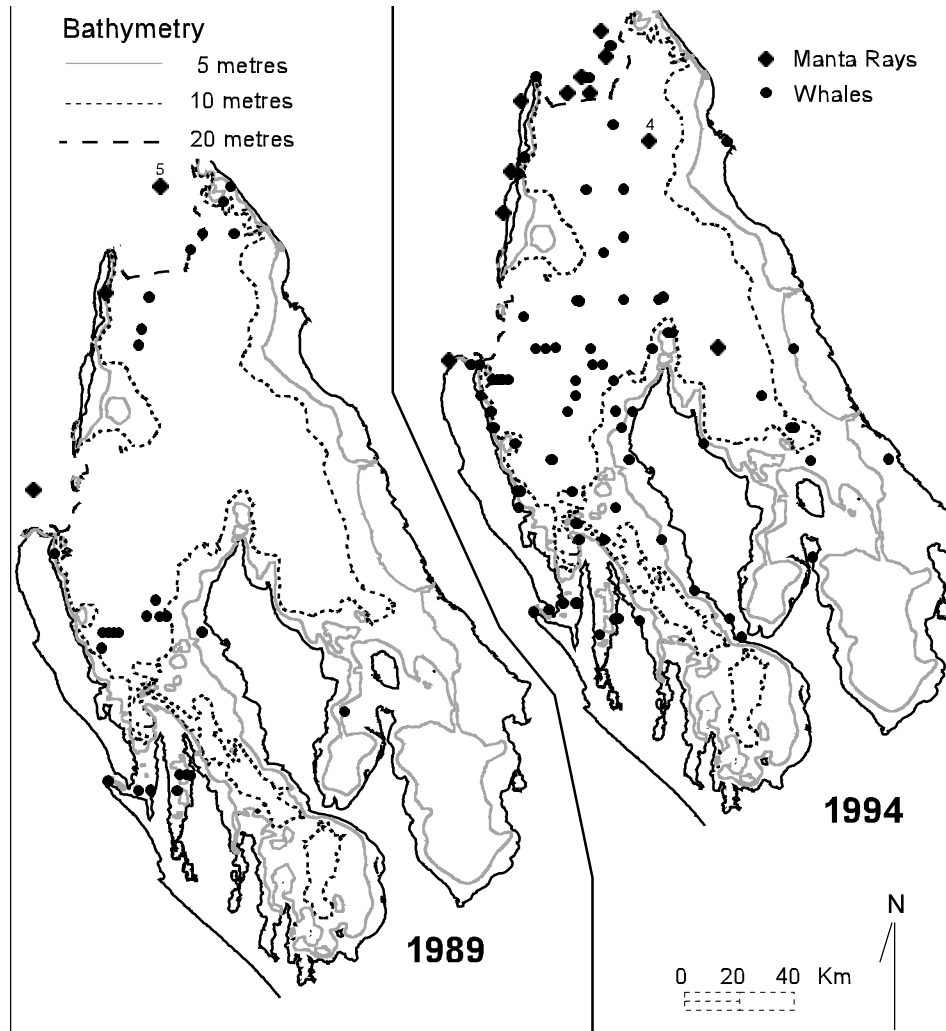 Bathymetry
5 metres
10 metres
20 metres
Manta Rays
Whales
5
4
1994
1989
N
0 20 40 Km